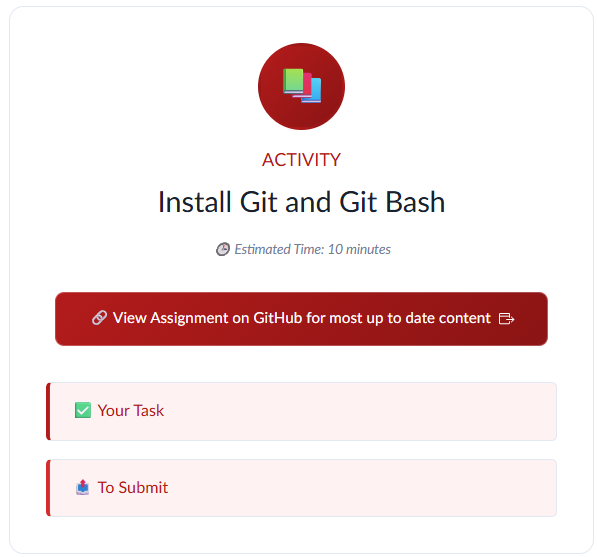 ACTIVITY
Install Git and Git Bash
Estimated Time: 10 minutes
View Assignment on GitHub for most up to date content
Your Task
To Submit